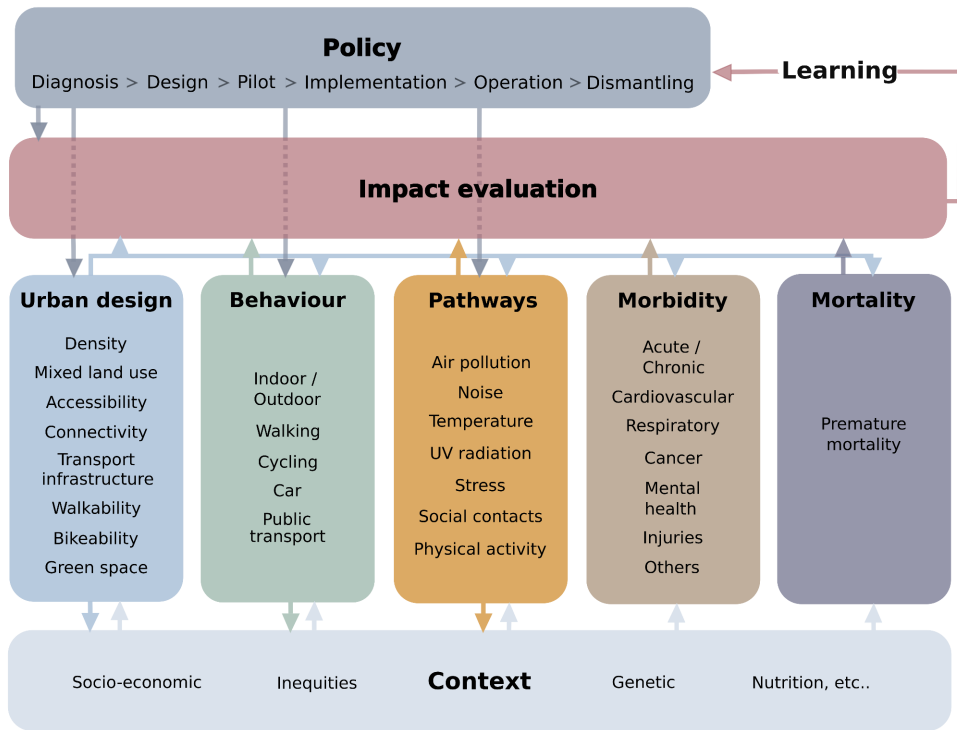 Policy
Diagnosis > Design > Pilot > Implementation > Operation > Dismantling
Learning
Impact evaluation
Urban design
Density
Mixed land use
Accessibility
Connectivity
Transport
infrastructure
Walkability
Bikeability
Green space
Behaviour
Indoor /
Outdoor
Walking
Cycling
Car
Public
transport
Pathways
Air pollution
Noise
Temperature
UV radiation
Stress
Social contacts
Physical activity
Morbidity
Acute /
Chronic
Cardiovascular
Respiratory
Cancer
Mental
health
Injuries
Others
Mortality
Premature
mortality
Socio-economic
Inequities
Context
Genetic
Nutrition, etc..